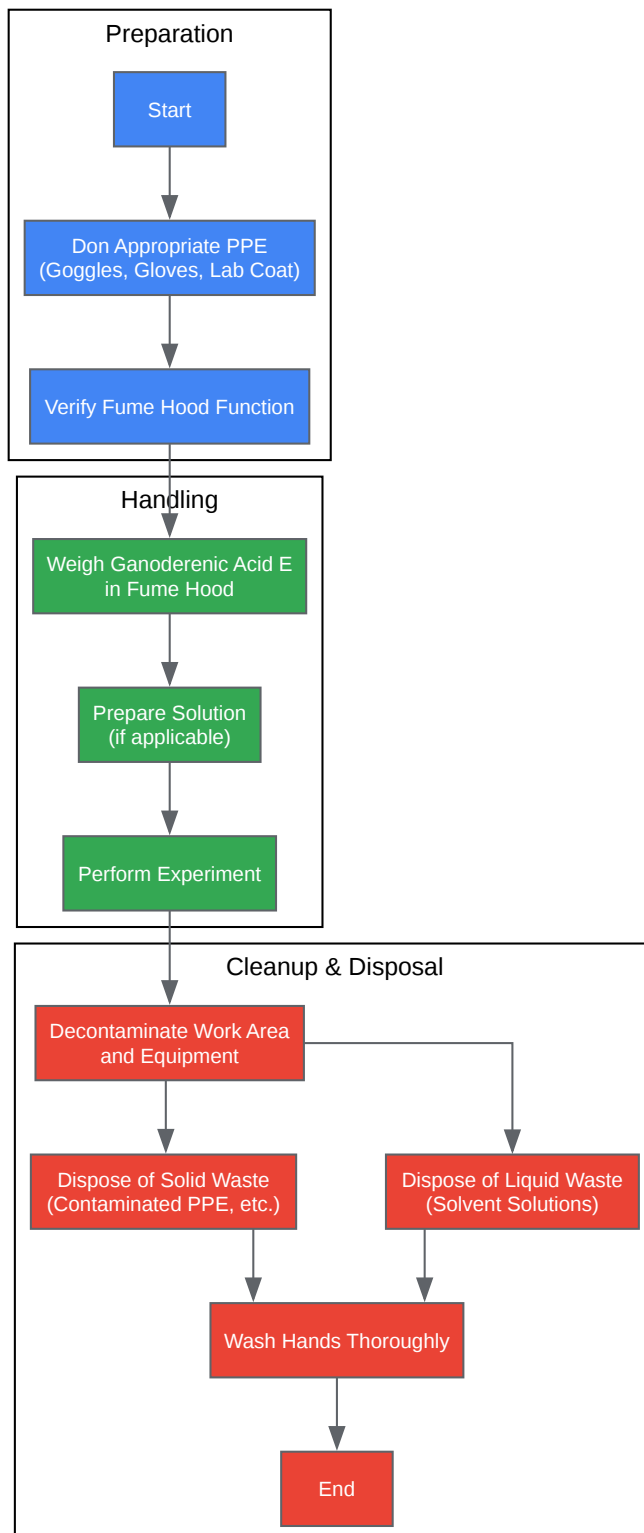 Preparation
Start
Don Appropriate PPE
(Goggles, Gloves, Lab Coat)
Verify Fume Hood Function
Handling
Weigh Ganoderenic Acid E
in Fume Hood
Prepare Solution
(if applicable)
Perform Experiment
Cleanup & Disposal
Decontaminate Work Area
and Equipment
Dispose of Solid Waste
(Contaminated PPE, etc.)
Dispose of Liquid Waste
(Solvent Solutions)
Wash Hands Thoroughly
End